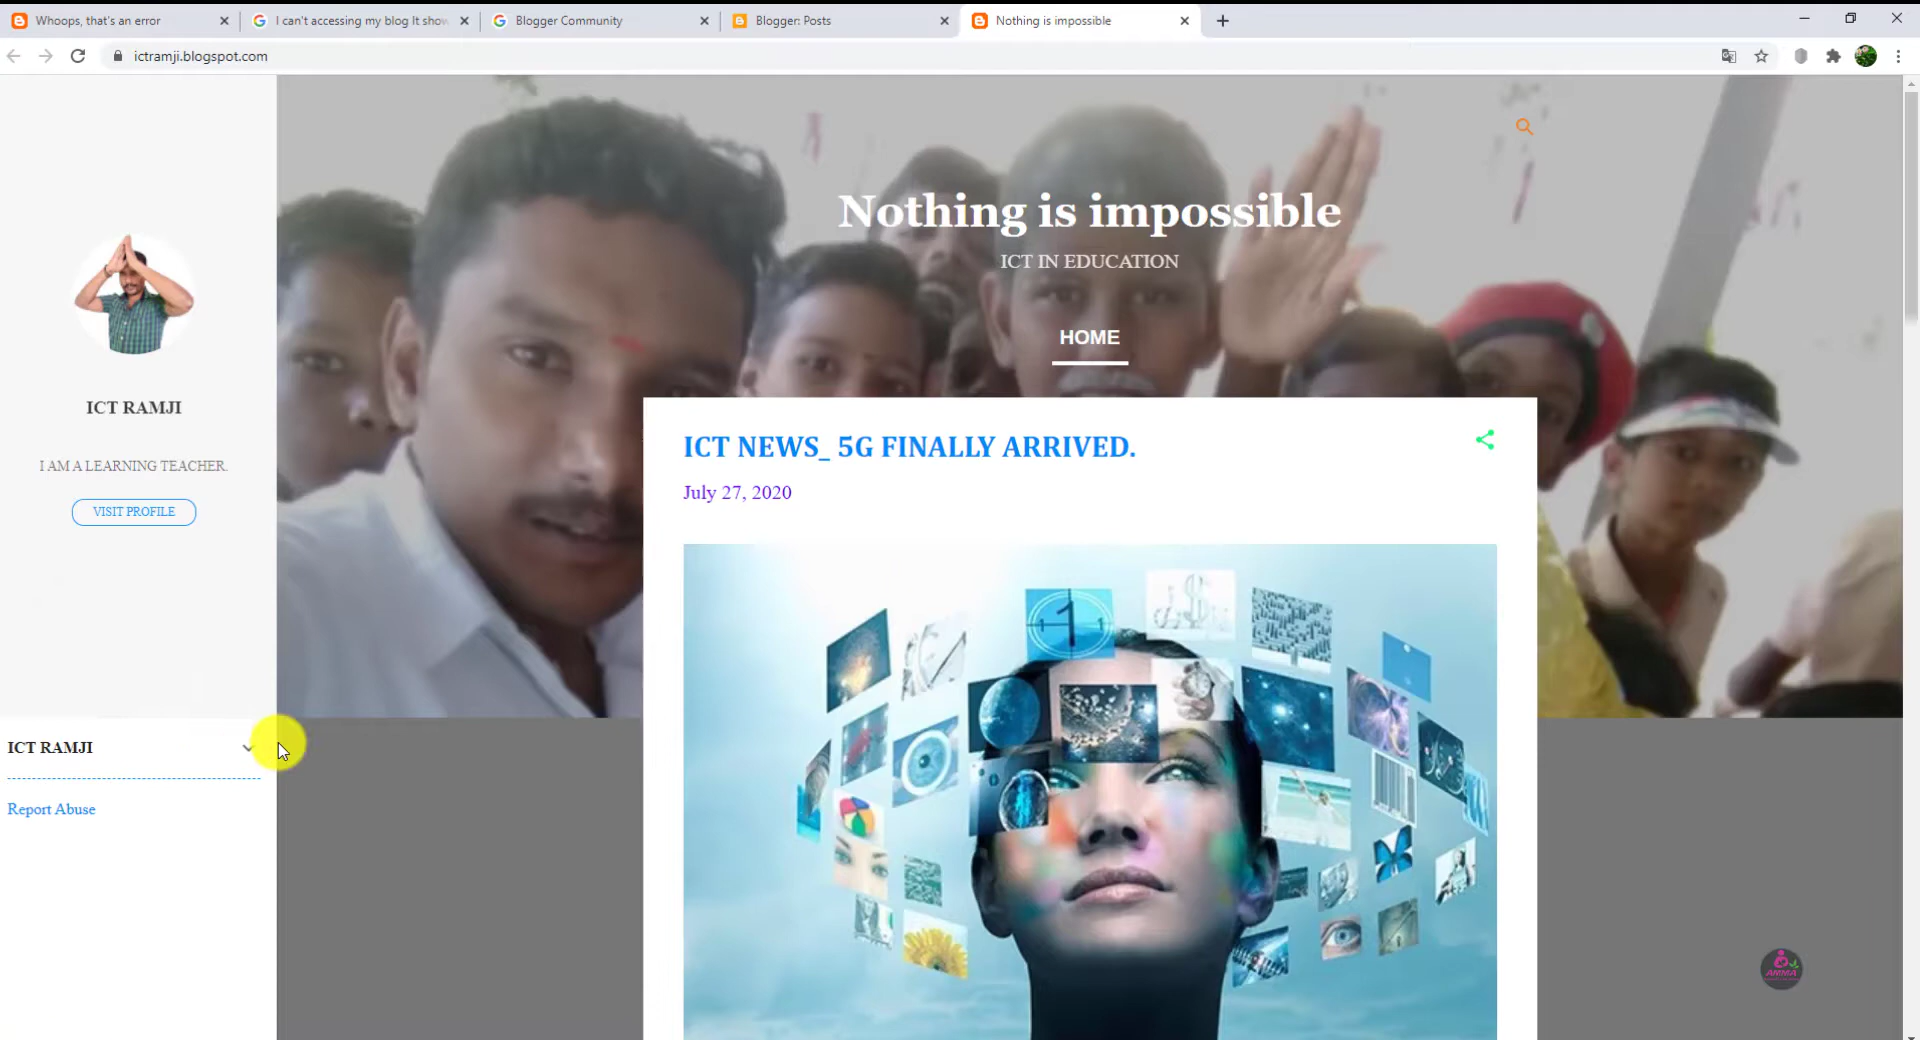 Whoops, that's an error
I can't accessing my blog It show
Blogger Community
Blogger: Posts
Nothing is impossible
ictramji.blogspot.com
Nothing is impossible
ICT IN EDUCATION
HOME
ICT RAMJI
I AM A LEARNING TEACHER.
VISIT PROFILE
ICT NEWS_ 5G FINALLY ARRIVED.
July 27, 2020
ICT RAMJI
Report Abuse
AMMA